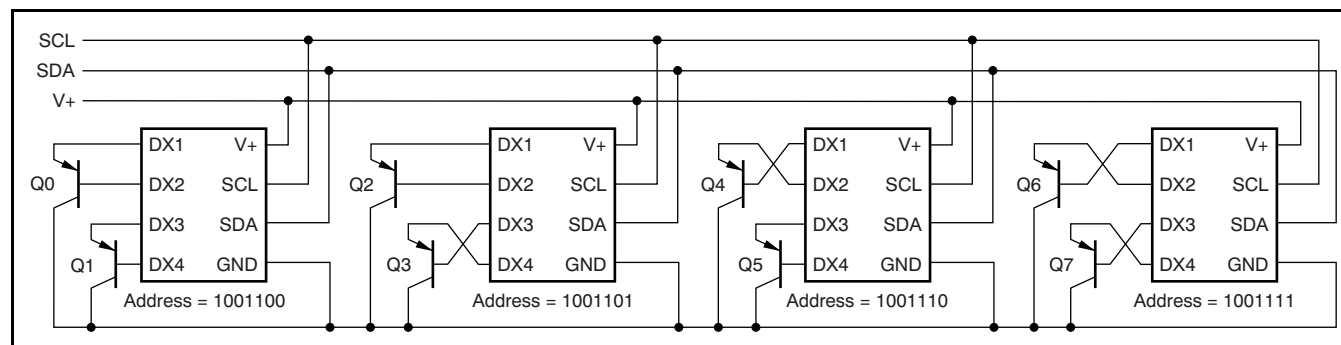 SCL
SDA
V+
Q0
Q1
DX1
DX2
DX3
DX4
V+
SCL
SDA
GND
Address = 1001100
Q2
Q3
DX1
DX2
DX3
DX4
V+
SCL
SDA
GND
Address = 1001101
Q4
Q5
DX1
DX2
DX3
DX4
V+
SCL
SDA
GND
Address = 1001110
Q6
Q7
DX1
DX2
DX3
DX4
V+
SCL
SDA
GND
Address = 1001111